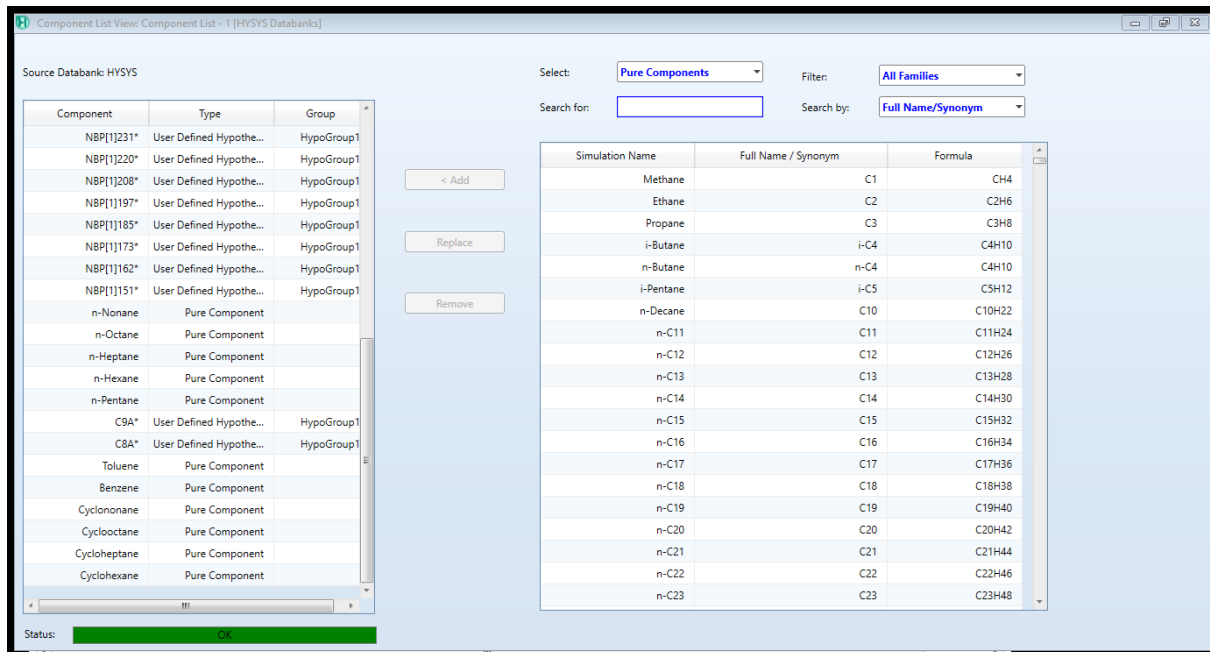 Component List View: Component List - 1 [HYSYS Databanks]
Source Databank: HYSYS
Select: Pure Components Filter: All Families
Search for: Search by: Full Name/Synonym
Component Type Group
NBP[1]231* User Defined Hypothe... HypoGroup1
NBP[1]220* User Defined Hypothe... HypoGroup1
NBP[1]208* User Defined Hypothe... HypoGroup1
NBP[1]197* User Defined Hypothe... HypoGroup1
NBP[1]185* User Defined Hypothe... HypoGroup1
NBP[1]173* User Defined Hypothe... HypoGroup1
NBP[1]162* User Defined Hypothe... HypoGroup1
NBP[1]151* User Defined Hypothe... HypoGroup1
n-Nonane Pure Component
n-Octane Pure Component
n-Heptane Pure Component
n-Hexane Pure Component
n-Pentane Pure Component
C9A* User Defined Hypothe... HypoGroup1
C8A* User Defined Hypothe... HypoGroup1
Toluene Pure Component
Benzene Pure Component
Cyclononane Pure Component
Cyclooctane Pure Component
Cycloheptane Pure Component
Cyclohexane Pure Component
< Add
Replace
Remove
Simulation Name Full Name / Synonym Formula
Methane C1 CH4
Ethane C2 C2H6
Propane C3 C3H8
i-Butane i-C4 C4H10
n-Butane n-C4 C4H10
i-Pentane i-C5 C5H12
n-Decane C10 C10H22
n-C11 C11 C11H24
n-C12 C12 C12H26
n-C13 C13 C13H28
n-C14 C14 C14H30
n-C15 C15 C15H32
n-C16 C16 C16H34
n-C17 C17 C17H36
n-C18 C18 C18H38
n-C19 C19 C19H40
n-C20 C20 C20H42
n-C21 C21 C21H44
n-C22 C22 C22H46
n-C23 C23 C23H48
Status: OK